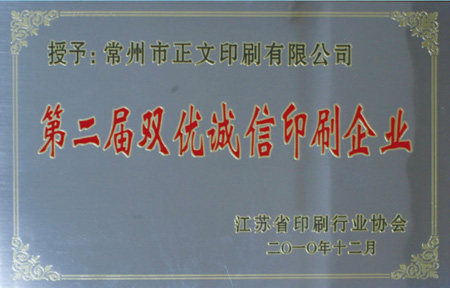 授予：常州市正文印刷有限公司
第二届双优诚信印刷企业
江苏省印刷行业协会
二〇一〇年十二月